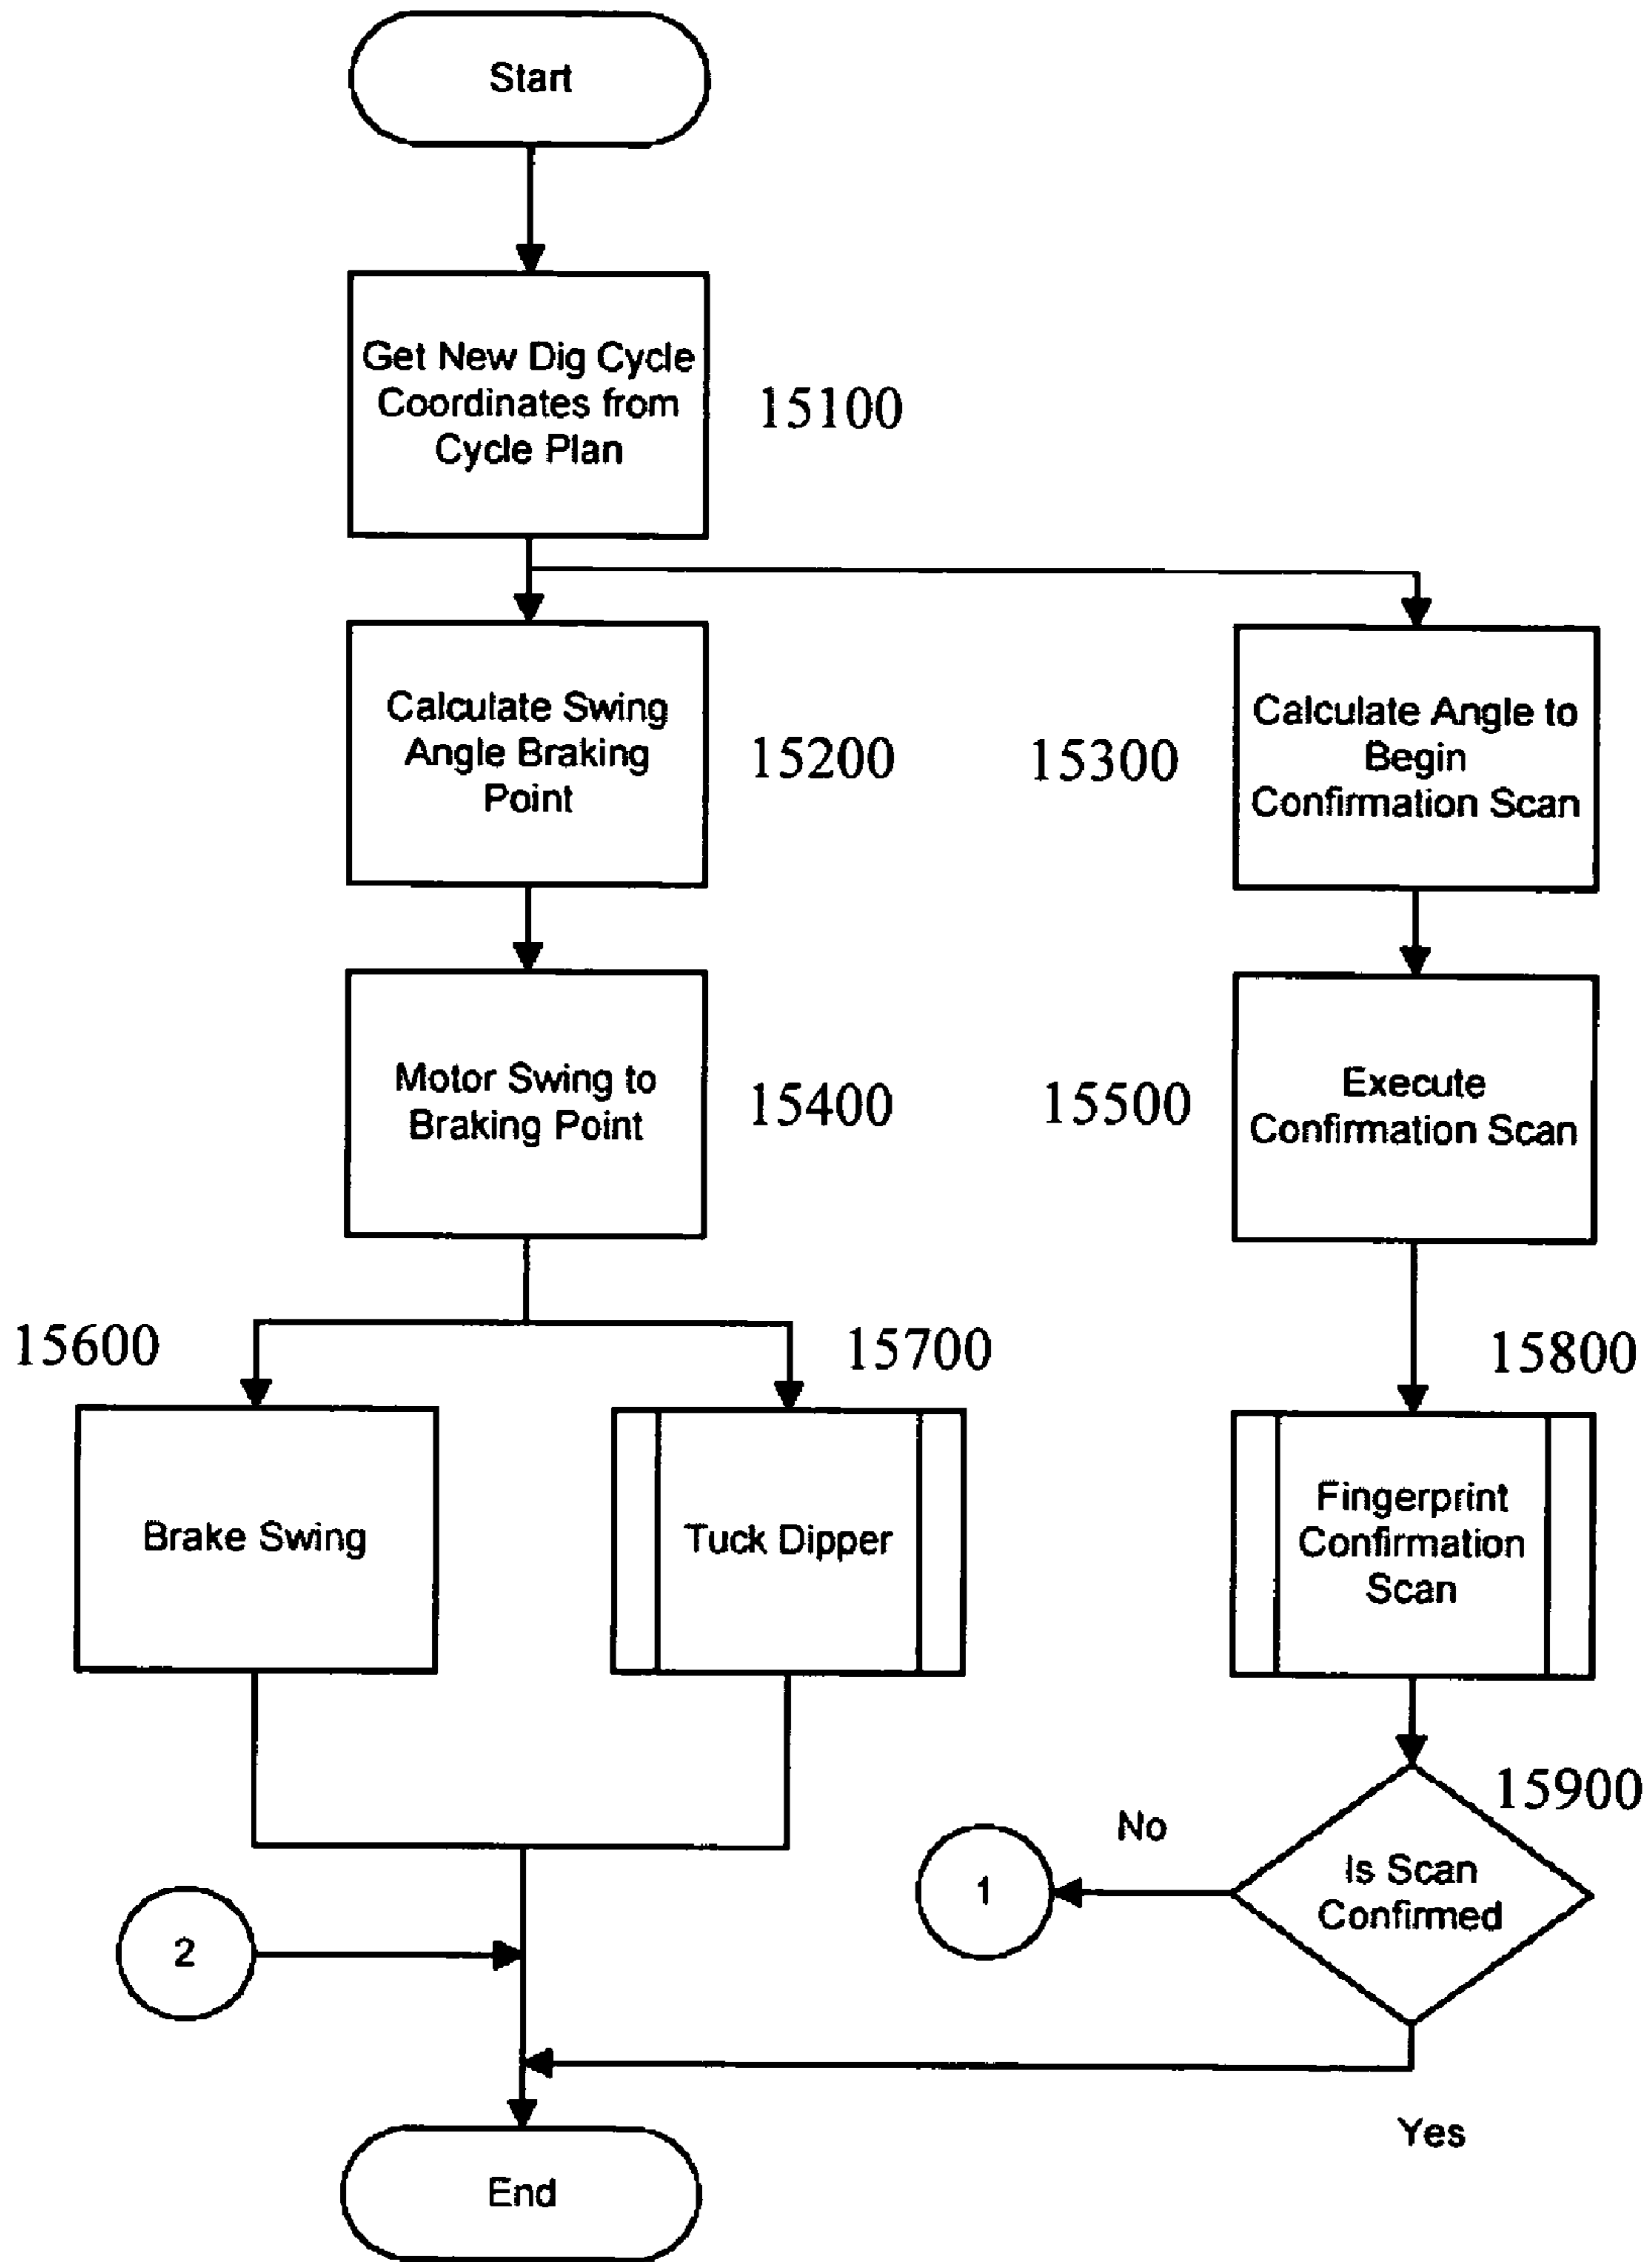 Start
Get New Dig Cycle
Coordinates from
Cycle Plan
15100
Calculate Swing
Angle Braking
Point
15200
15300
Calculate Angle to
Begin
Confirmation Scan
Motor Swing to
Braking Point
15400
15500
Execute
Confirmation Scan
15600
15700
15800
Brake Swing
Tuck Dipper
Fingerprint
Confirmation
Scan
15900
No
1
Is Scan
Confirmed
2
Yes
End